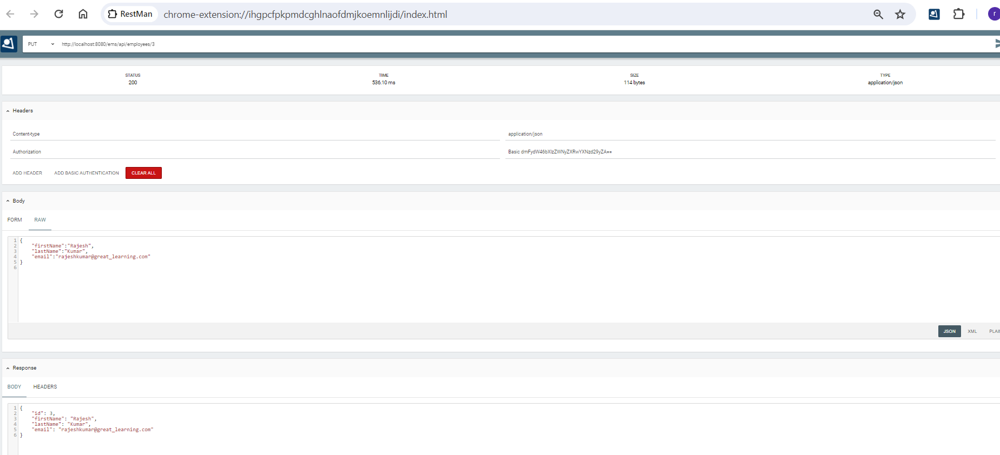 RestMan chrome-extension://ihgpcfpkpmdcghlnaofdmjkoemnlijdi/index.html r
PUT http://localhost:8080/ems/api/employees/3
STATUS TIME SIZE TYPE
200 536.10 ms 114 bytes application/json
Headers
Content-type application/json
Authorization Basic dmFydW46bXlzZWNyZXRwYXNzd29yZA==
ADD HEADER ADD BASIC AUTHENTICATION CLEAR ALL
Body
FORM RAW
1 {
2 "firstName":"Rajesh",
3 "lastName":"Kumar",
4 "email":"rajeshkumar@great_learning.com"
5 }
6
JSON XML PLAIN
Response
BODY HEADERS
1 {
2 "id": 3,
3 "firstName": "Rajesh",
4 "lastName": "Kumar",
5 "email": "rajeshkumar@great_learning.com"
6 }